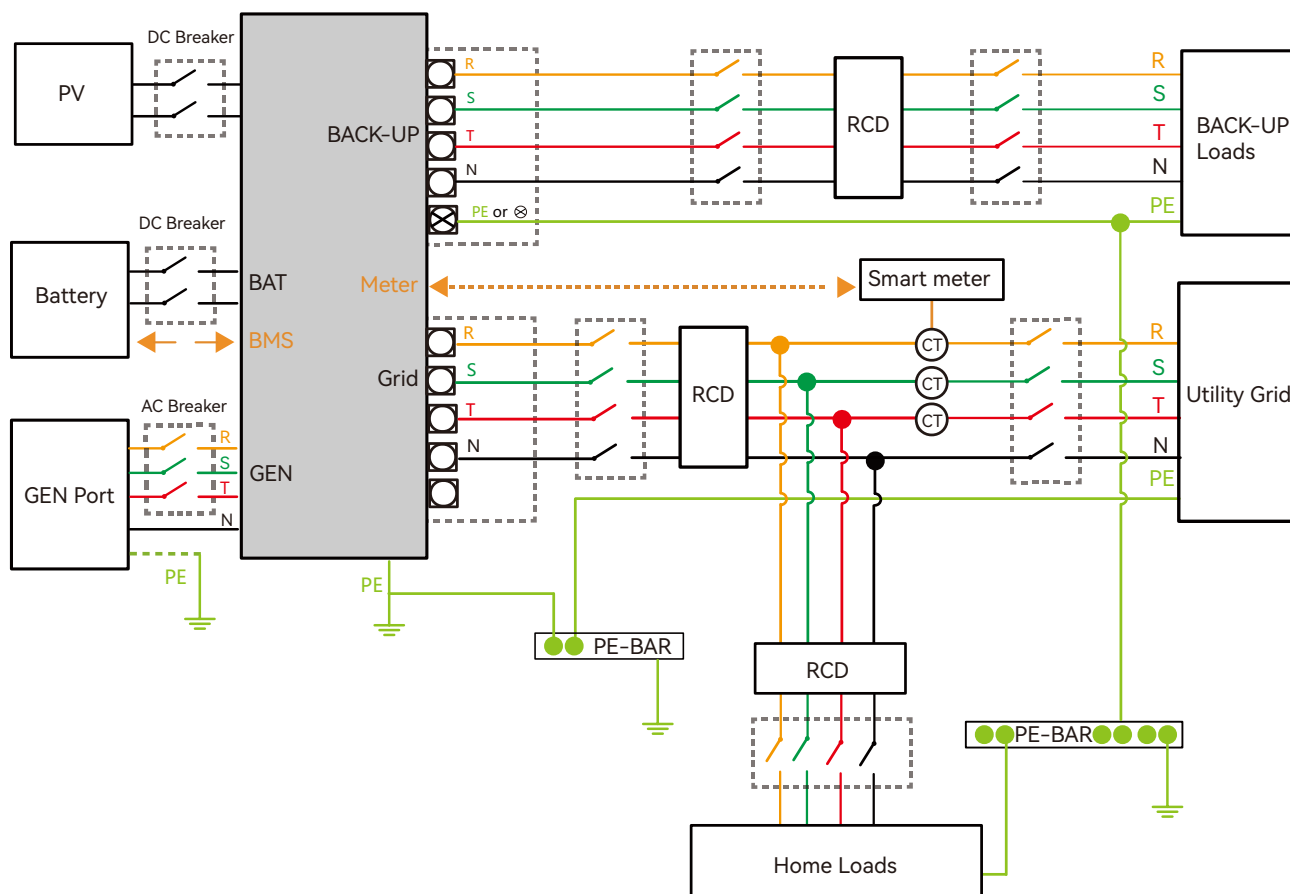 DC Breaker
PV
BACK-UP
R
S
T
N
PE or ⊗
RCD
R
S
T
N
PE
BACK-UP
Loads
DC Breaker
Battery
BAT
BMS
Meter
Smart meter
Grid
R
S
T
N
RCD
CT
CT
CT
R
S
T
N
PE
Utility Grid
AC Breaker
GEN Port
R
S
T
N
GEN
PE
PE
PE-BAR
RCD
PE-BAR
Home Loads